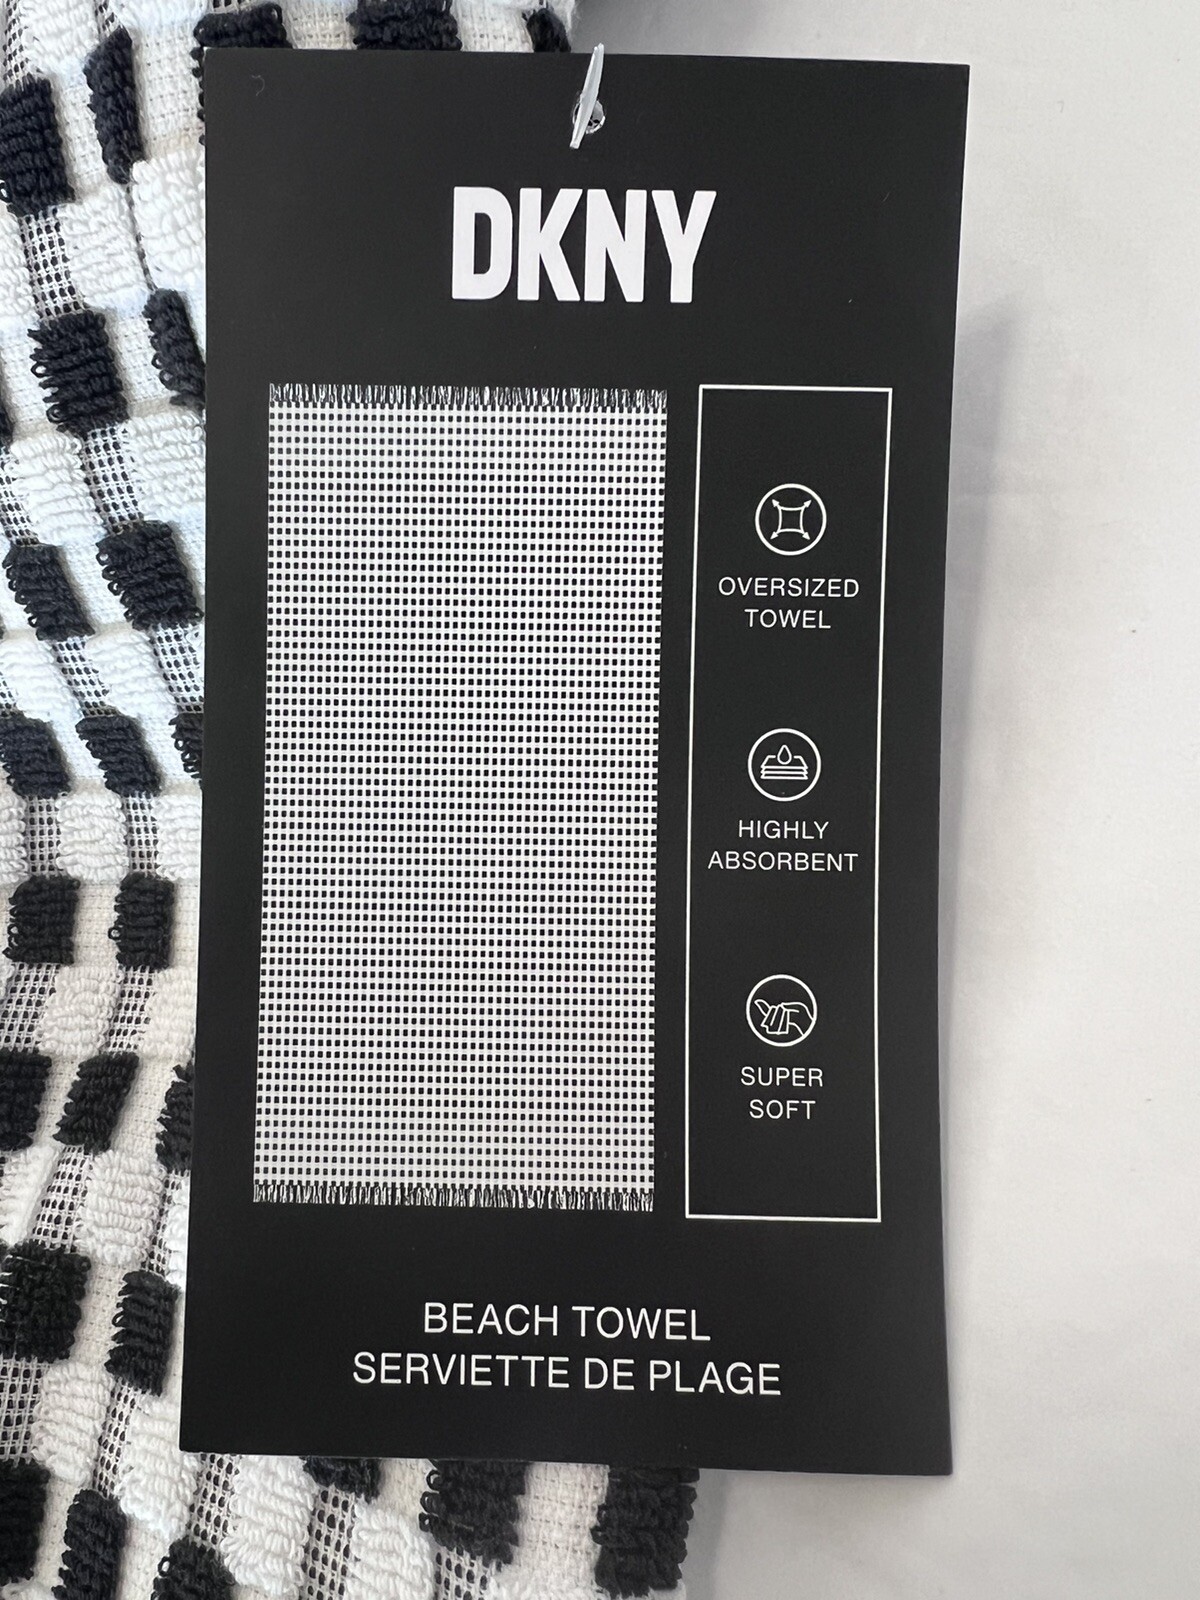 DKNY
OVERSIZED
TOWEL
HIGHLY
ABSORBENT
SUPER
SOFT
BEACH TOWEL
SERVIETTE DE PLAGE